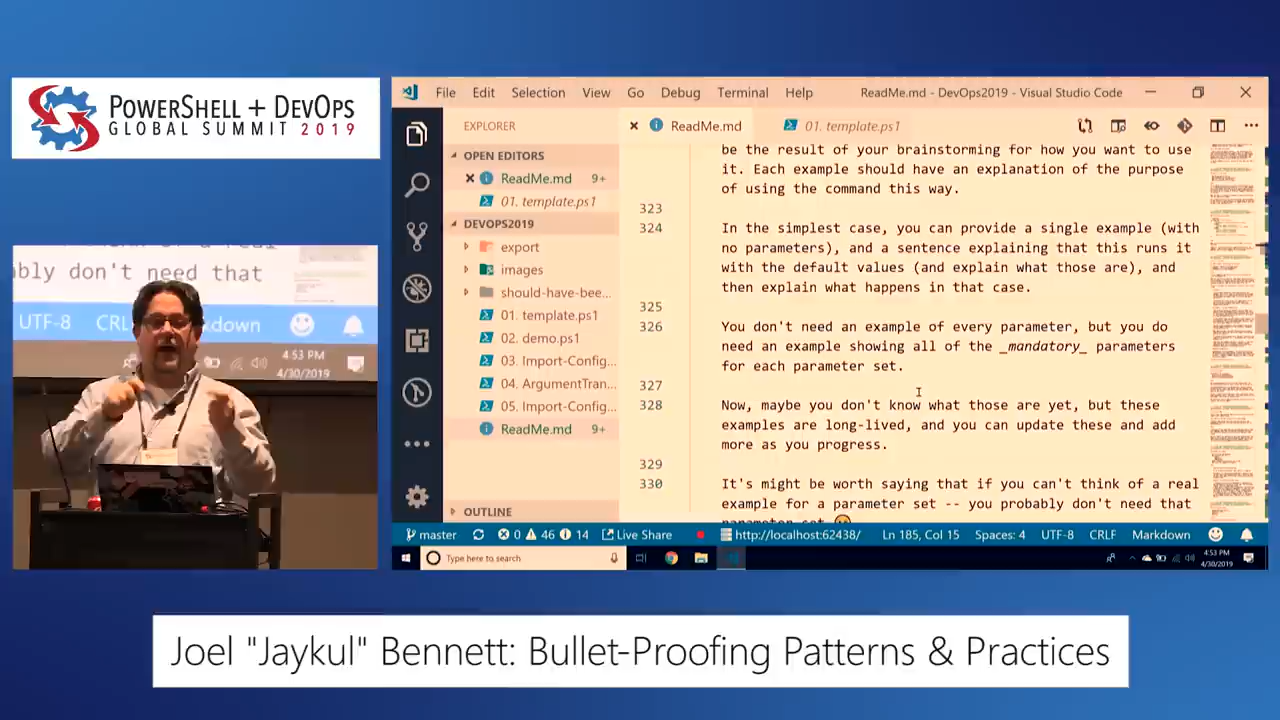 POWERSHELL + DEVOPS
GLOBAL SUMMIT 2019
bly don't need that
UTF-8 CRLF
down
4:53 PM
4/30/2019
File Edit Selection View Go Debug Terminal Help
ReadMe.md - DevOps2019 - Visual Studio Code
EXPLORER
OPEN EDITORS
ReadMe.md 9+
01. template.ps1
DEVOPS2019
export
images
should-have-bee...
01. template.ps1
02. demo.ps1
t-Config...
04. ArgumentTran...
05. Import-Config...
ReadMe.md 9+
OUTLINE
ReadMe.md
01. template.ps1
be the result of your brainstorming for how you want to use
it. Each example should have an explanation of the purpose
of using the command this way.
323
324 In the simplest case, you can provide a single example (with
no parameters), and a sentence explaining that this runs it
with the default values (and explain what those are), and
then explain what happens in that case.
325
326 You don't need an example of every parameter, but you do
need an example showing all of the _mandatory_ parameters
for each parameter set.
327
328 Now, maybe you don't know what those are yet, but these
examples are long-lived, and you can update these and add
more as you progress.
329
330 It's might be worth saying that if you can't think of a real
example for a parameter set -- you probably don't need that
parameter set
master 0 46 14 Live Share http://localhost:62438/ Ln 185, Col 15 Spaces: 4 UTF-8 CRLF Markdown
Type here to search
4:53 PM
4/30/2019
Joel "Jaykul" Bennett: Bullet-Proofing Patterns & Practices